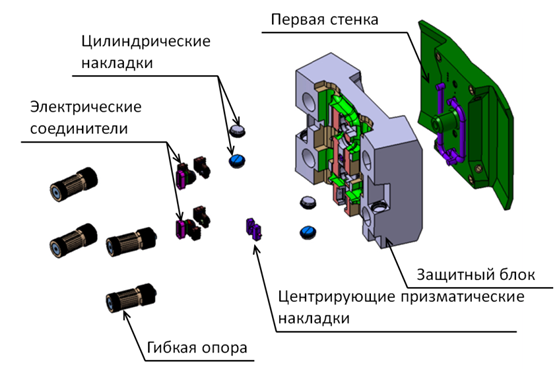 Первая стенка
Цилиндрические
накладки
Электрические
соединители
Защитный блок
Центрирующие призматические
накладки
Гибкая опора